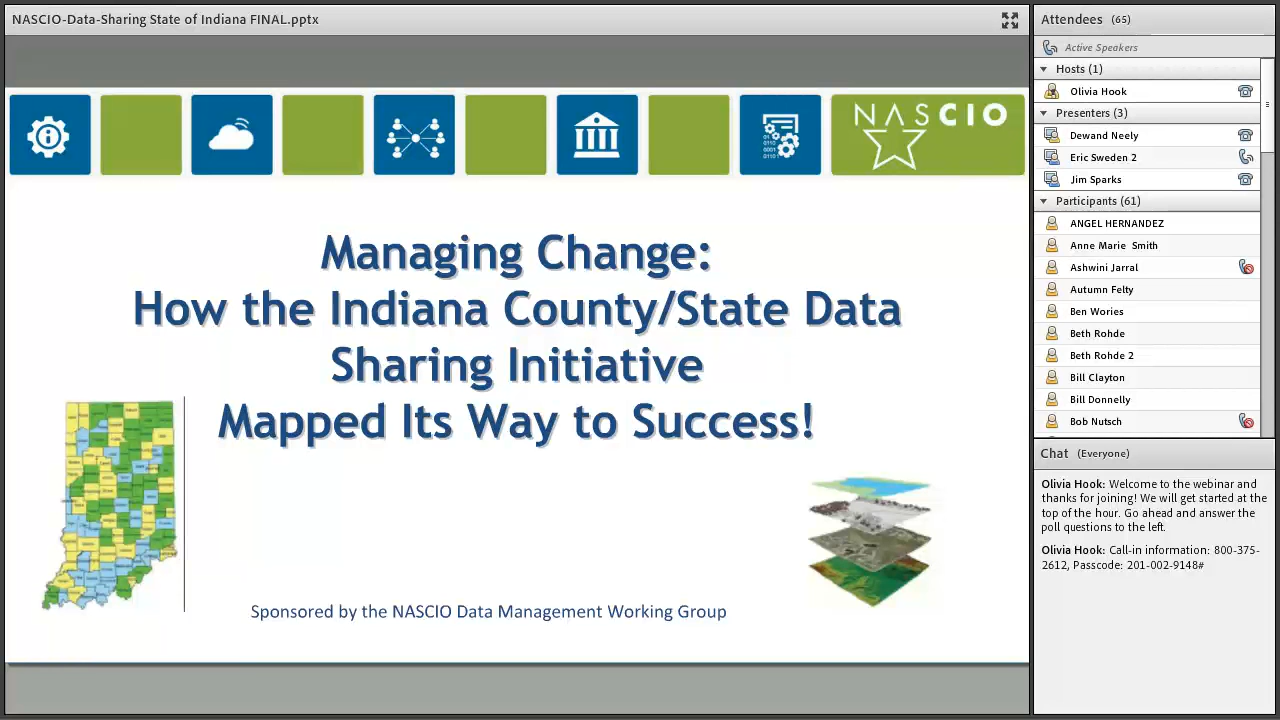 NASCIO-Data-Sharing State of Indiana FINAL.pptx
NASCIO
Managing Change:
How the Indiana County/State Data
Sharing Initiative
Mapped Its Way to Success!
Sponsored by the NASCIO Data Management Working Group
Attendees (65)
Active Speakers
Hosts (1)
Olivia Hook
Presenters (3)
Dewand Neely
Eric Sweden 2
Jim Sparks
Participants (61)
ANGEL HERNANDEZ
Anne Marie Smith
Ashwini Jarral
Autumn Felty
Ben Wories
Beth Rohde
Beth Rohde 2
Bill Clayton
Bill Donnelly
Bob Nutsch
Chat (Everyone)
Olivia Hook: Welcome to the webinar and
thanks for joining! We will get started at the
top of the hour. Go ahead and answer the
poll questions to the left.
Olivia Hook: Call-in information: 800-375-
2612, Passcode: 201-002-9148#